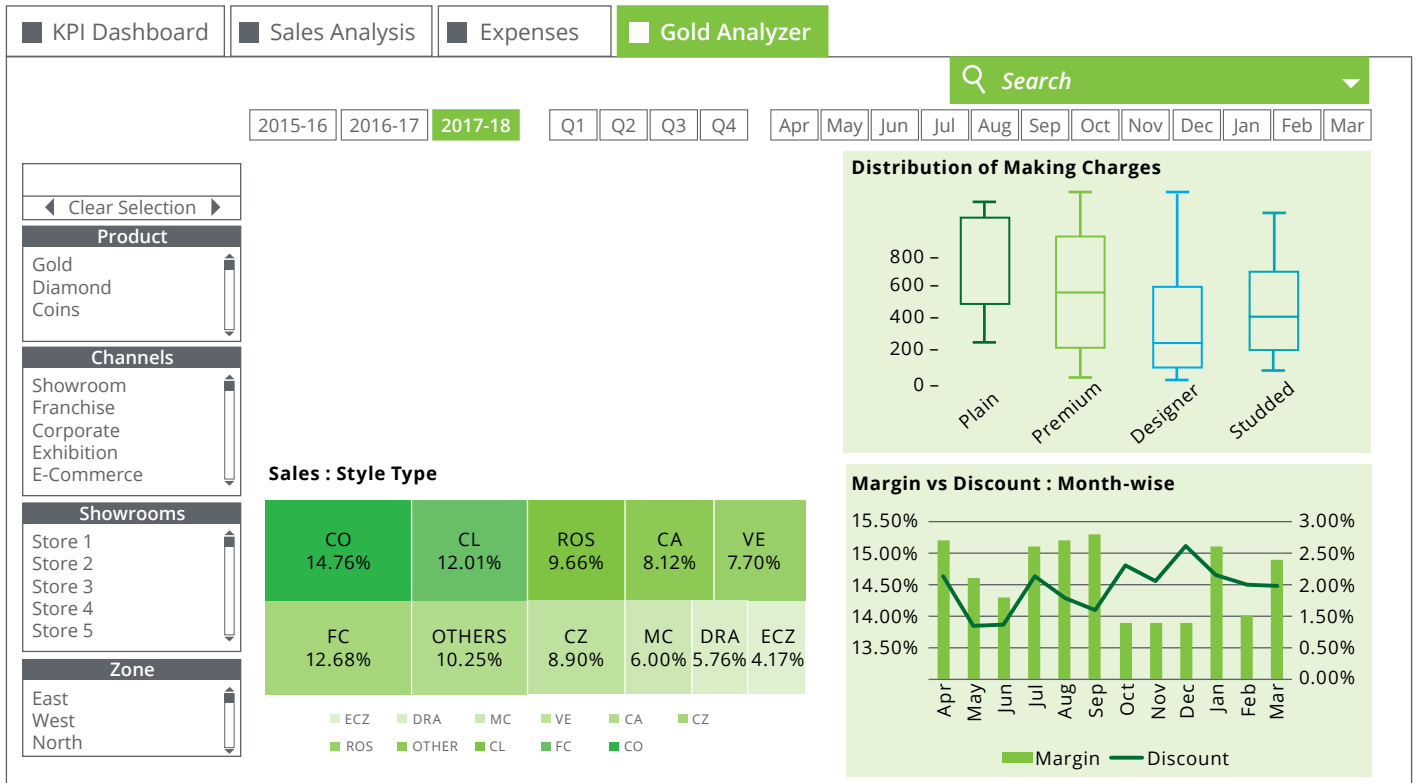 KPI Dashboard
Sales Analysis
Expenses
Gold Analyzer
Search
2015-16 2016-17 2017-18 Q1 Q2 Q3 Q4 Apr May Jun Jul Aug Sep Oct Nov Dec Jan Feb Mar
Clear Selection
Product
Gold
Diamond
Coins
Channels
Showroom
Franchise
Corporate
Exhibition
E-Commerce
Showrooms
Store 1
Store 2
Store 3
Store 4
Store 5
Zone
East
West
North
Sales : Style Type
CO
14.76%
CL
12.01%
ROS
9.66%
CA
8.12%
VE
7.70%
FC
12.68%
OTHERS
10.25%
CZ
8.90%
MC
6.00%
DRA
5.76%
ECZ
4.17%
ECZ DRA MC VE CA CZ
ROS OTHER CL FC CO
Distribution of Making Charges
800 –
600 –
400 –
200 –
0 –
Plain
Premium
Designer
Studded
Margin vs Discount : Month-wise
15.50%
15.00%
14.50%
14.00%
13.50%
3.00%
2.50%
2.00%
1.50%
0.50%
0.00%
Apr
May
Jun
Jul
Aug
Sep
Oct
Nov
Dec
Jan
Feb
Mar
Margin
Discount